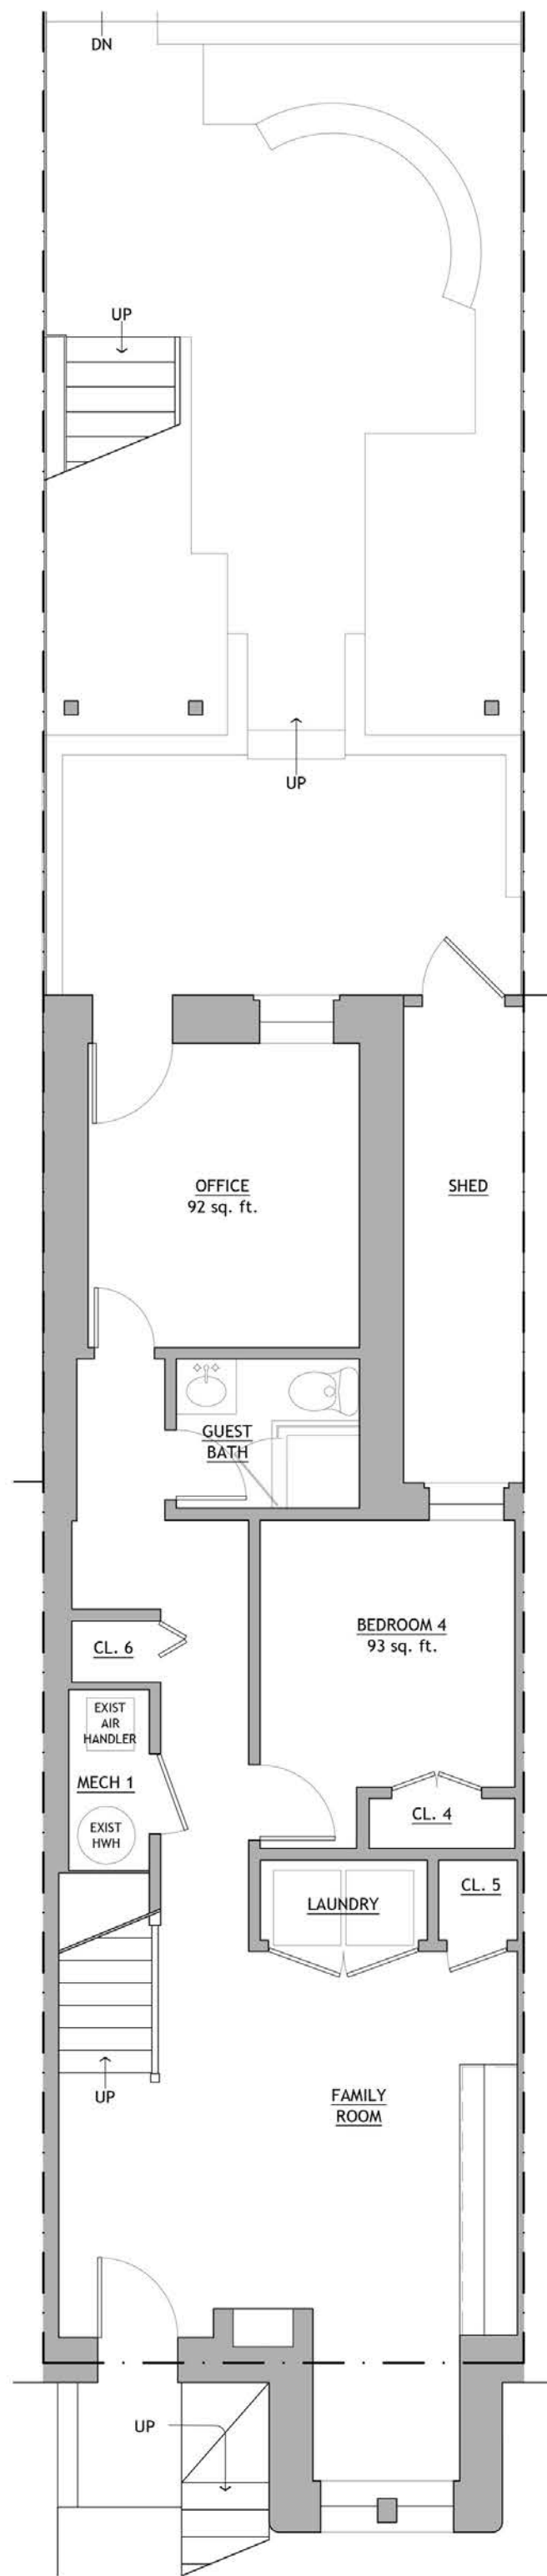 DN
UP
UP
OFFICE
92 sq. ft.
SHED
GUEST
BATH
BEDROOM 4
93 sq. ft.
CL. 6
EXIST
AIR
HANDLER
MECH 1
CL. 4
EXIST
HWH
CL. 5
LAUNDRY
UP
FAMILY
ROOM
UP